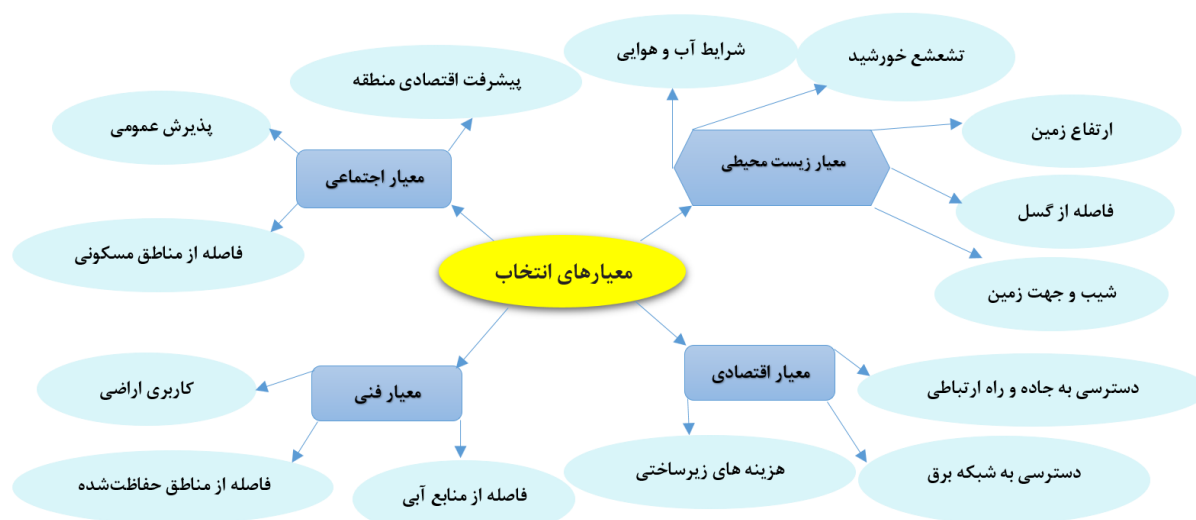 شرایط آب و هوایی
تشعشع خورشید
پیشرفت اقتصادی منطقه
پذیرش عمومی
ارتفاع زمین
معیار زیست محیطی
معیار اجتماعی
فاصله از گسل
فاصله از مناطق مسکونی
معیارهای انتخاب
شیب و جهت زمین
معیار اقتصادی
دسترسی به جاده و راه ارتباطی
کاربری اراضی
معیار فنی
هزینه های زیرساختی
دسترسی به شبکه برق
فاصله از مناطق حفاظت‌شده
فاصله از منابع آبی